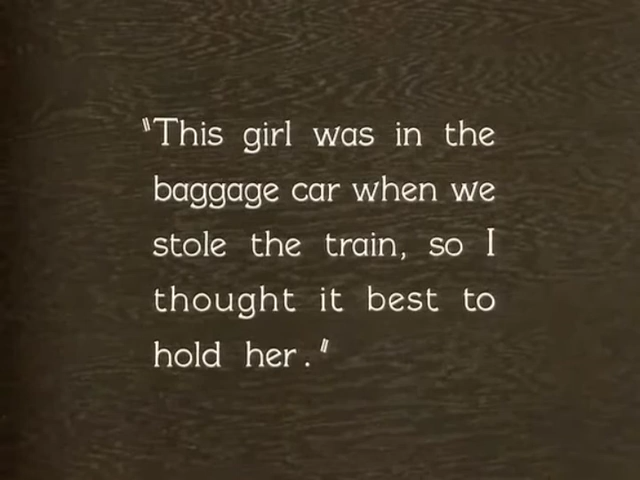 "This girl was in the
baggage car when we
stole the train, so I
thought it best to
hold her."